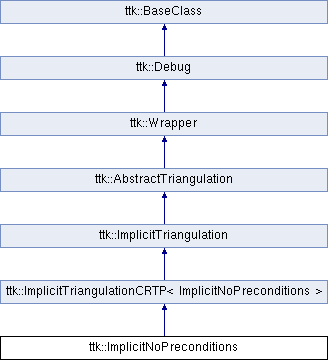 ttk::BaseClass
ttk::Debug
ttk::Wrapper
ttk::AbstractTriangulation
ttk::ImplicitTriangulation
ttk::ImplicitTriangulationCRTP< ImplicitNoPreconditions >
ttk::ImplicitNoPreconditions